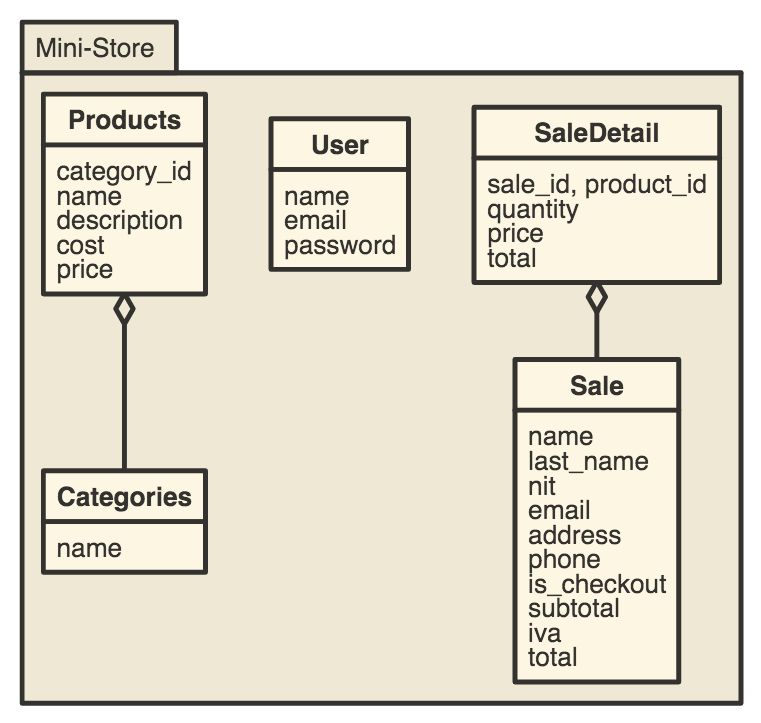 Mini-Store
Products
category_id
name
description
cost
price
User
name
email
password
SaleDetail
sale_id, product_id
quantity
price
total
Categories
name
Sale
name
last_name
nit
email
address
phone
is_checkout
subtotal
iva
total